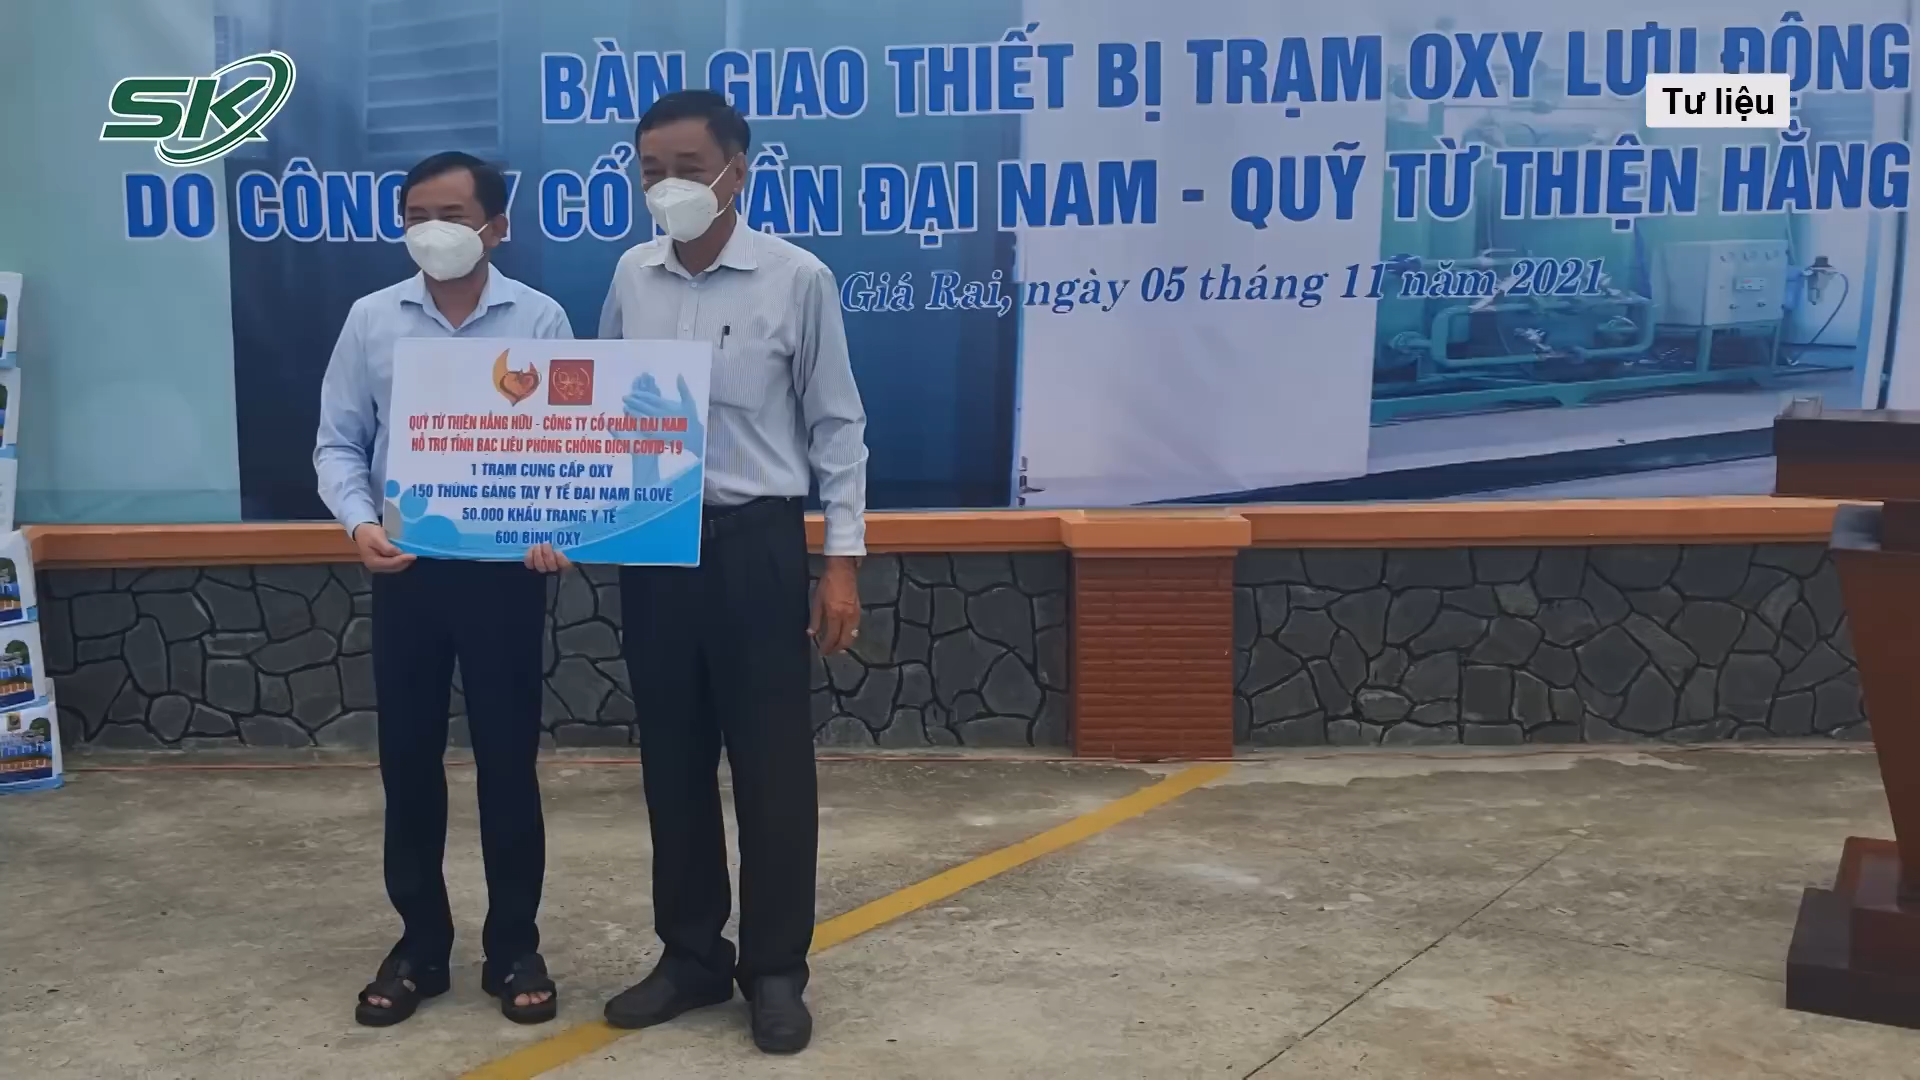 SK
BÀN GIAO THIẾT BỊ TRẠM OXY LƯU ĐỘNG
Tư liệu
DO CÔNG Y CỔ ẦN ĐẠI NAM - QUỸ TỪ THIỆN HẰNG
Giá Rai, ngày 05 tháng 11 năm 2021
QUỸ TỪ THIỆN HẰNG HỮU - CÔNG TY CỔ PHẦN ĐẠI NAM
HỖ TRỢ TỈNH BẠC LIÊU PHÒNG CHỐNG DỊCH COVID-19
1 TRẠM CUNG CẤP OXY
150 THÙNG GĂNG TAY Y TẾ ĐẠI NAM GLOVE
50.000 KHẨU TRANG Y TẾ
600 BÌNH OXY